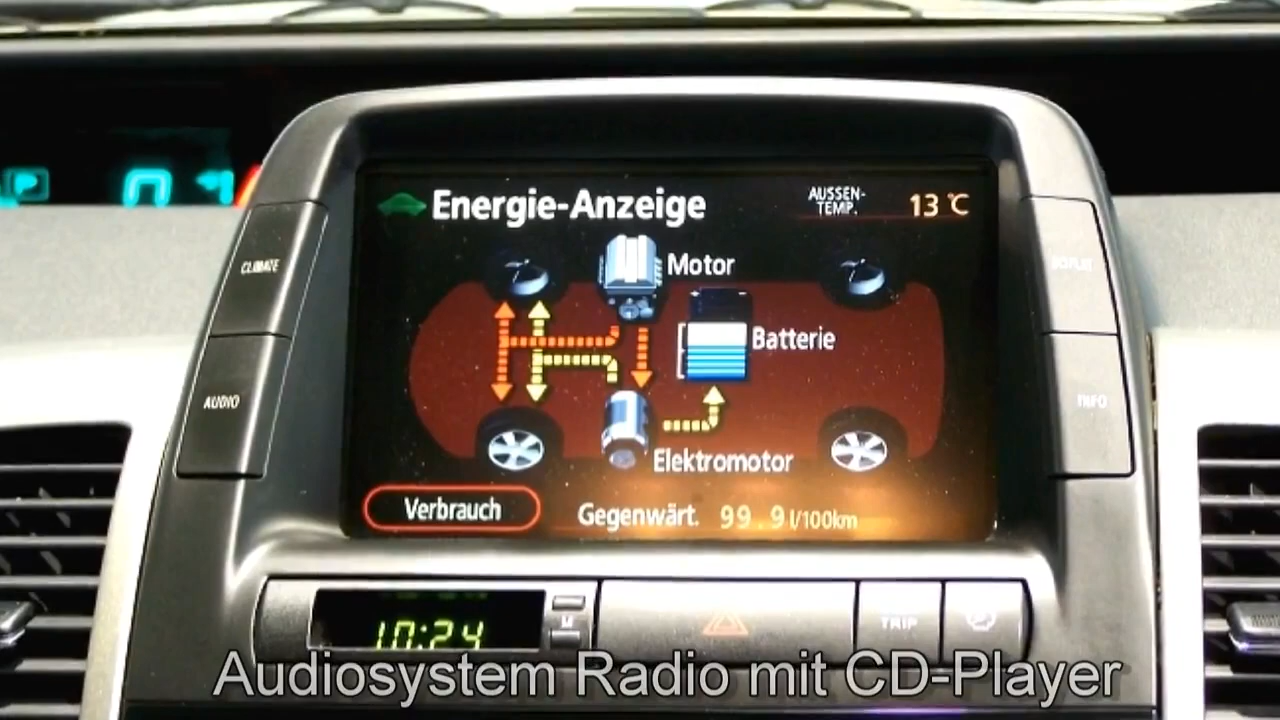 P 0
Energie-Anzeige
AUSSEN-
TEMP.
13 °C
CLIMATE
Motor
Batterie
AUDIO
INFO
Elektromotor
Verbrauch
Gegenwärt. 99.9 l/100km
10:24
M
TRIP
Audiosystem Radio mit CD-Player